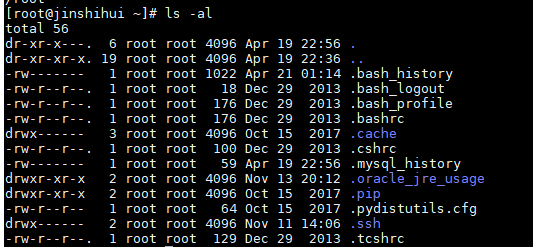 /root
[root@jinshihui ~]# ls -al
total 56
dr-xr-x---.  6 root root 4096 Apr 19 22:56 .
dr-xr-xr-x. 19 root root 4096 Apr 19 22:36 ..
-rw-------   1 root root 1022 Apr 21 01:14 .bash_history
-rw-r--r--.  1 root root   18 Dec 29  2013 .bash_logout
-rw-r--r--.  1 root root  176 Dec 29  2013 .bash_profile
-rw-r--r--.  1 root root  176 Dec 29  2013 .bashrc
drwx------   3 root root 4096 Oct 15  2017 .cache
-rw-r--r--.  1 root root  100 Dec 29  2013 .cshrc
-rw-------   1 root root   59 Apr 19 22:56 .mysql_history
drwxr-xr-x   2 root root 4096 Nov 13 20:12 .oracle_jre_usage
drwxr-xr-x   2 root root 4096 Oct 15  2017 .pip
-rw-r--r--   1 root root   64 Oct 15  2017 .pydistutils.cfg
drwx------   2 root root 4096 Nov 11 14:06 .ssh
-rw-r--r--.  1 root root  129 Dec 29  2013 .tcshrc